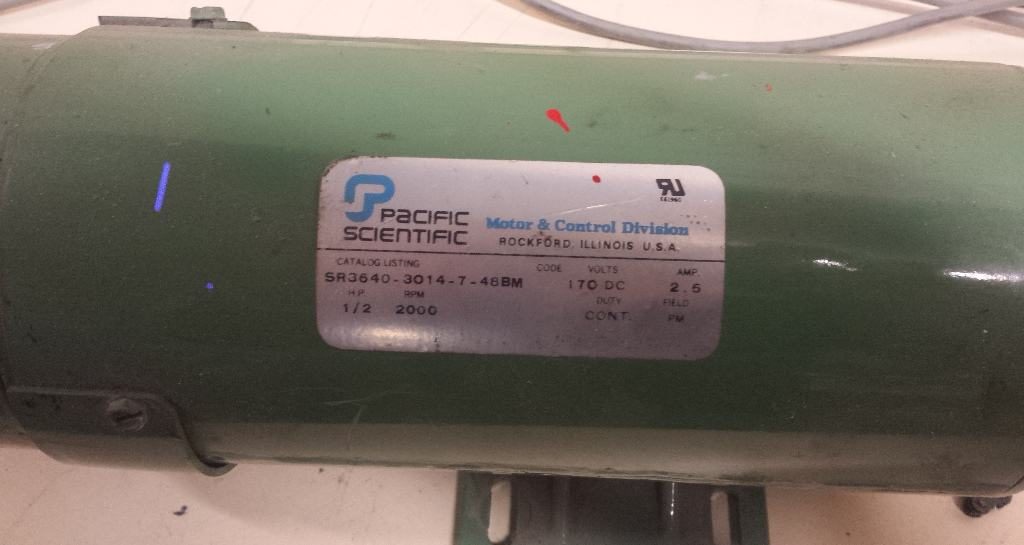 PACIFIC
SCIENTIFIC
Motor & Control Division
ROCKFORD, ILLINOIS U.S.A.
CATALOG LISTING CODE VOLTS AMP.
SR3640-3014-7-48BM 170 DC 2.5
H.P. RPM DUTY FIELD
1/2 2000 CONT. PM